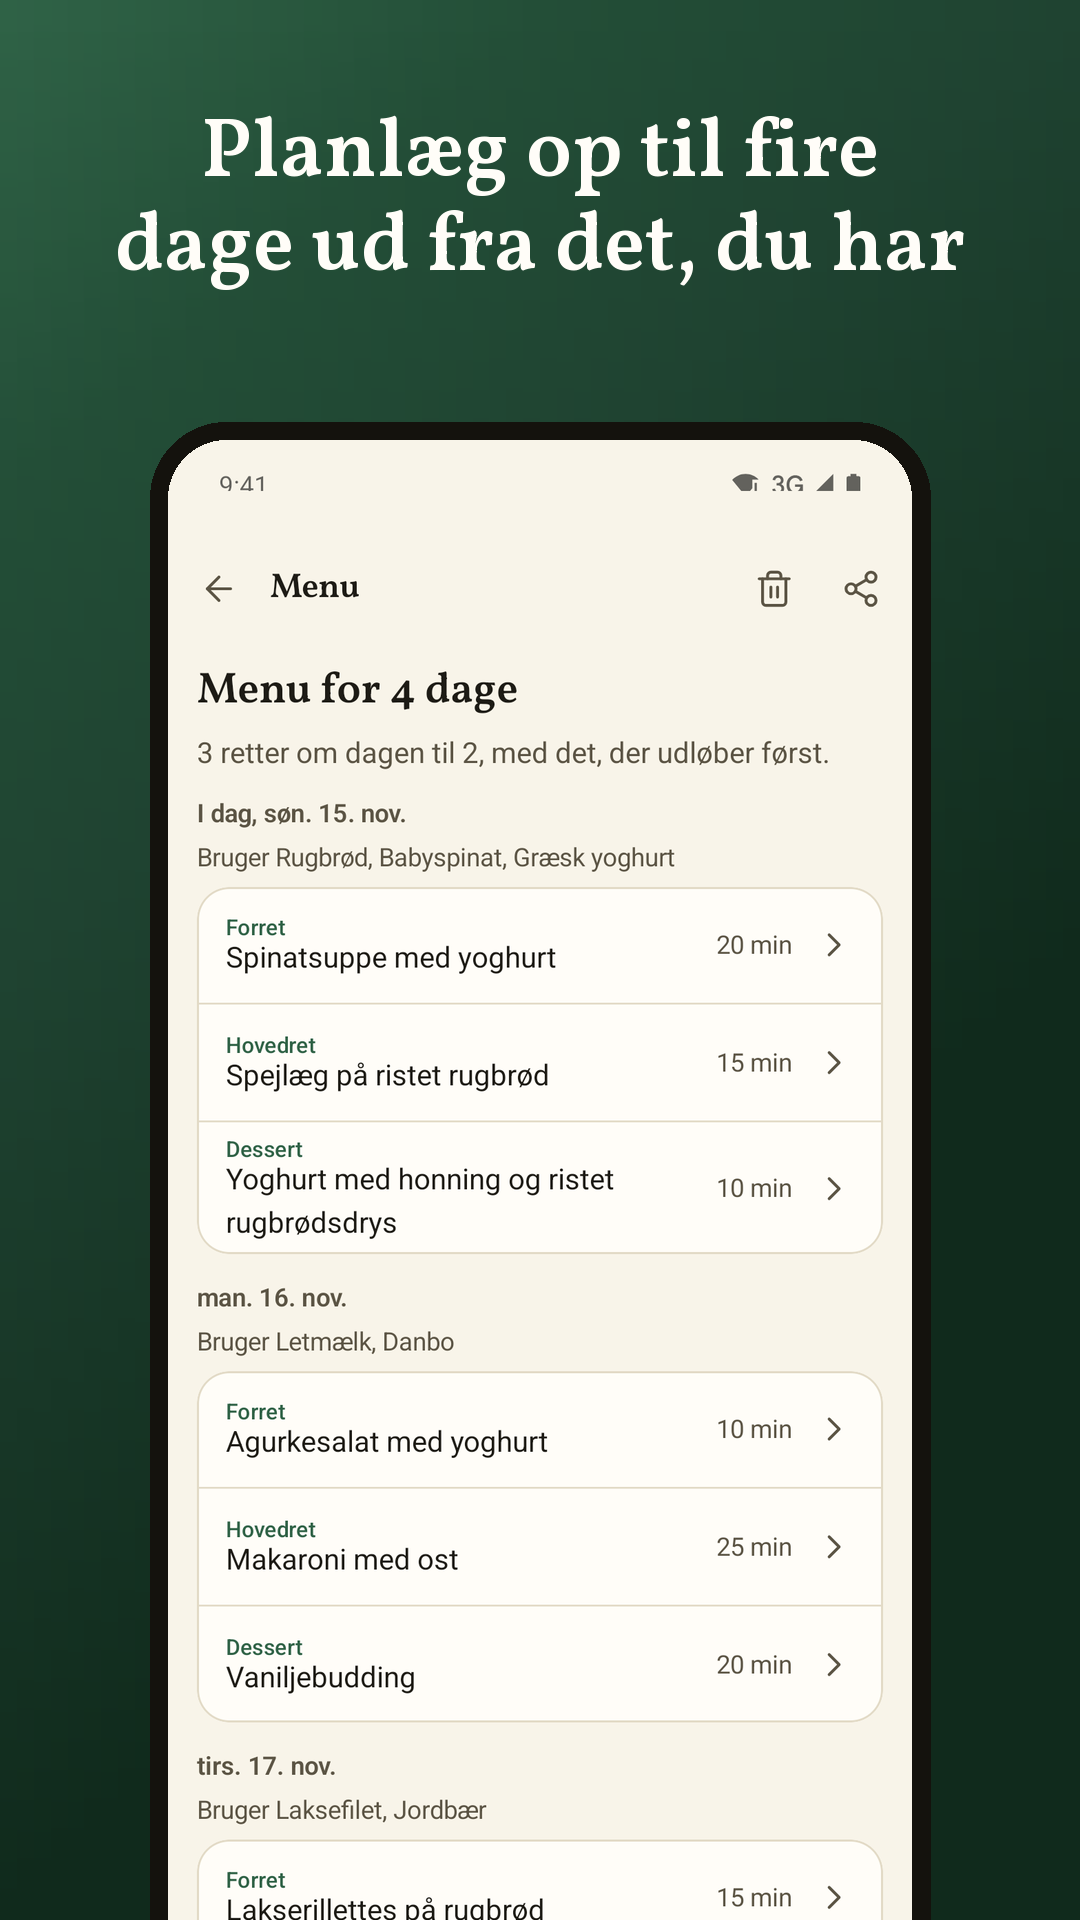 Planlæg op til fire
dage ud fra det, du har
9:41
3G
Menu
Menu for 4 dage
3 retter om dagen til 2, med det, der udløber først.
I dag, søn. 15. nov.
Bruger Rugbrød, Babyspinat, Græsk yoghurt
Forret
Spinatsuppe med yoghurt
20 min
Hovedret
Spejlæg på ristet rugbrød
15 min
Dessert
Yoghurt med honning og ristet
rugbrødsdrys
10 min
man. 16. nov.
Bruger Letmælk, Danbo
Forret
Agurkesalat med yoghurt
10 min
Hovedret
Makaroni med ost
25 min
Dessert
Vaniljebudding
20 min
tirs. 17. nov.
Bruger Laksefilet, Jordbær
Forret
Lakserillettes på rugbrød
15 min